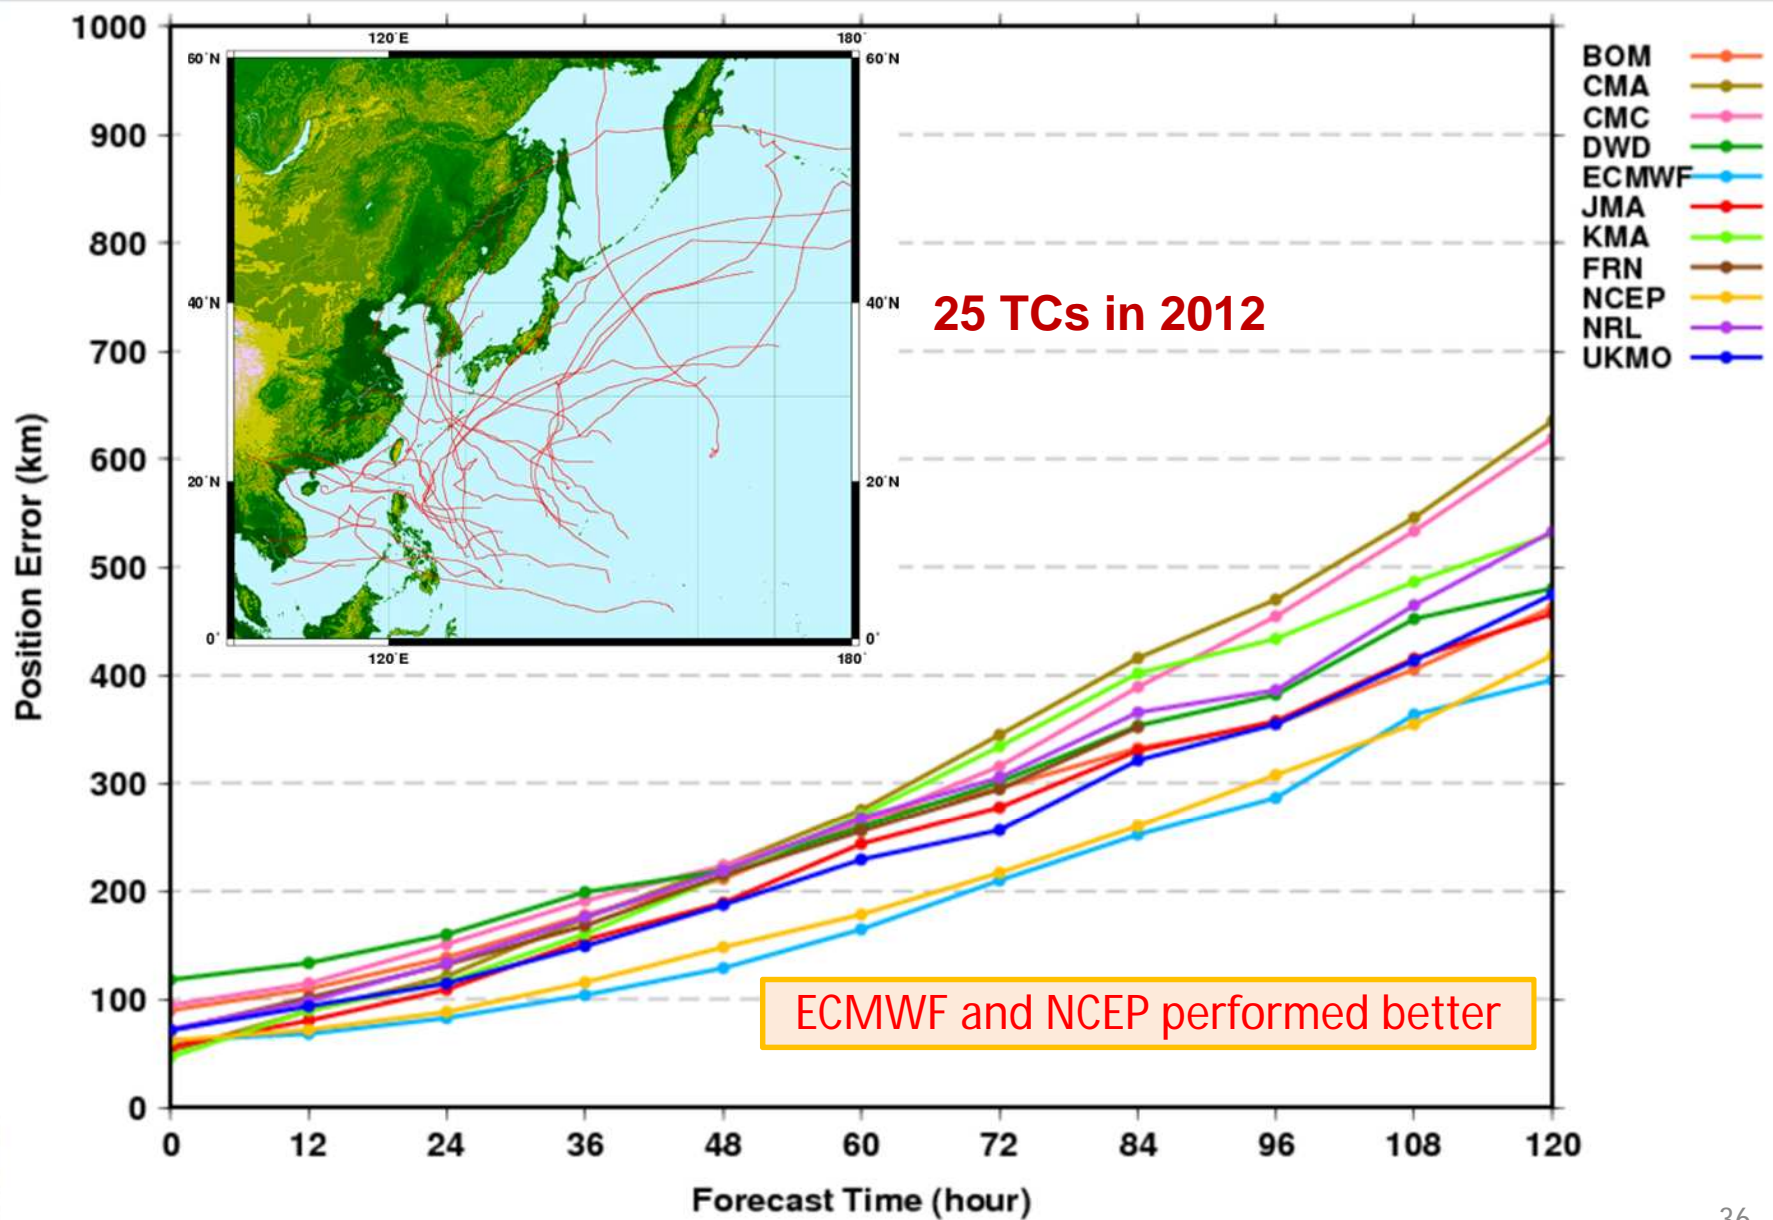 1000
900
800
700
600
500
400
300
200
100
0
Position Error (km)
120°E
180°
60°N
60°N
40°N
40°N
20°N
20°N
0°
0°
120°E
180°
25 TCs in 2012
BOM
CMA
CMC
DWD
ECMWF
JMA
KMA
FRN
NCEP
NRL
UKMO
ECMWF and NCEP performed better
0 12 24 36 48 60 72 84 96 108 120
Forecast Time (hour)
36